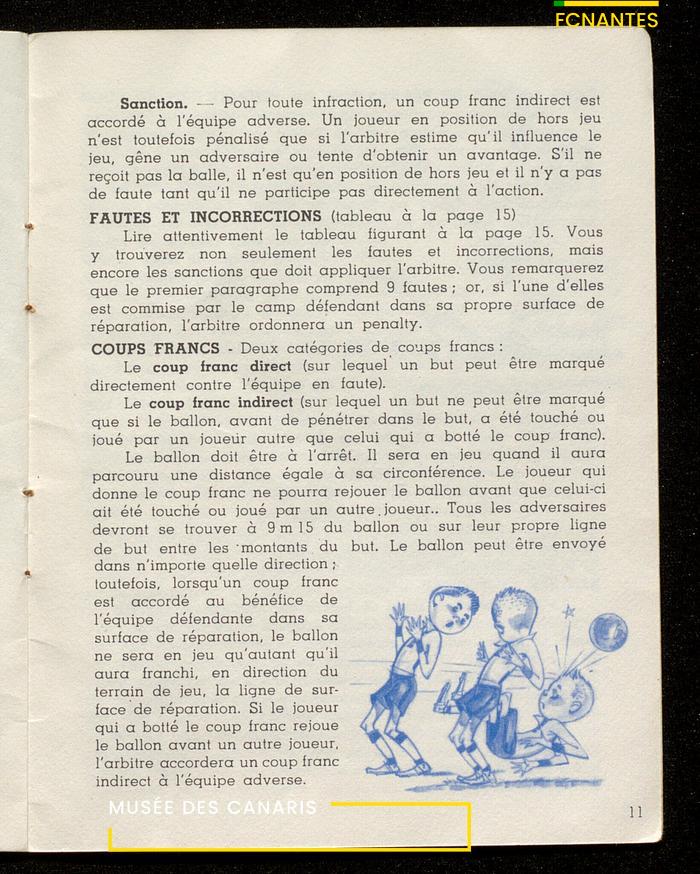 FCNANTES
Sanction. — Pour toute infraction, un coup franc indirect est
accordé à l'équipe adverse. Un joueur en position de hors jeu
n'est toutefois pénalisé que si l'arbitre estime qu'il influence le
jeu, gêne un adversaire ou tente d'obtenir un avantage. S'il ne
reçoit pas la balle, il n'est qu'en position de hors jeu et il n'y a pas
de faute tant qu'il ne participe pas directement à l'action.
FAUTES ET INCORRECTIONS (tableau à la page 15)
Lire attentivement le tableau figurant à la page 15. Vous
y trouverez non seulement les fautes et incorrections, mais
encore les sanctions que doit appliquer l'arbitre. Vous remarquerez
que le premier paragraphe comprend 9 fautes ; or, si l'une d'elles
est commise par le camp défendant dans sa propre surface de
réparation, l'arbitre ordonnera un penalty.
COUPS FRANCS - Deux catégories de coups francs :
Le coup franc direct (sur lequel un but peut être marqué
directement contre l'équipe en faute).
Le coup franc indirect (sur lequel un but ne peut être marqué
que si le ballon, avant de pénétrer dans le but, a été touché ou
joué par un joueur autre que celui qui a botté le coup franc).
Le ballon doit être à l'arrêt. Il sera en jeu quand il aura
parcouru une distance égale à sa circonférence. Le joueur qui
donne le coup franc ne pourra rejouer le ballon avant que celui-ci
ait été touché ou joué par un autre joueur.. Tous les adversaires
devront se trouver à 9 m 15 du ballon ou sur leur propre ligne
de but entre les montants du but. Le ballon peut être envoyé
dans n'importe quelle direction ;
toutefois, lorsqu'un coup franc
est accordé au bénéfice de
l'équipe défendante dans sa
surface de réparation, le ballon
ne sera en jeu qu'autant qu'il
aura franchi, en direction du
terrain de jeu, la ligne de sur-
face de réparation. Si le joueur
qui a botté le coup franc rejoue
le ballon avant un autre joueur,
l'arbitre accordera un coup franc
indirect à l'équipe adverse.
MUSÉE DES CANARIS
11